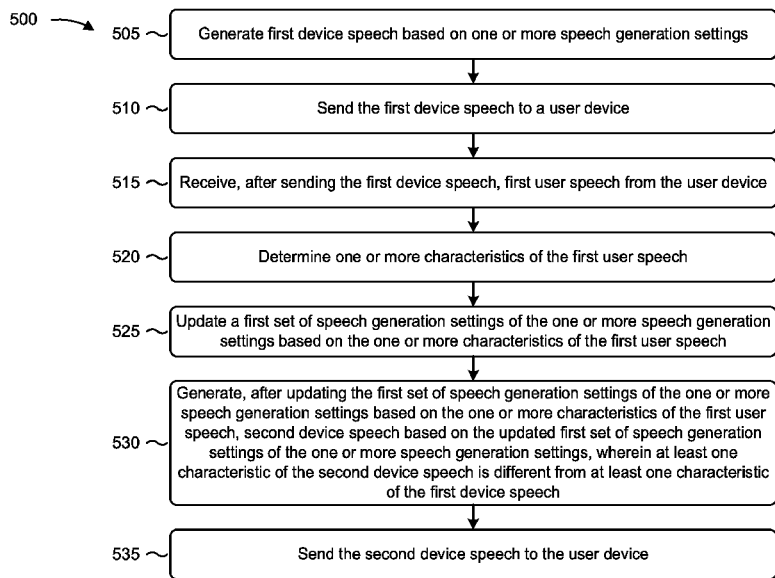 500
505
Generate first device speech based on one or more speech generation settings
510
Send the first device speech to a user device
515
Receive, after sending the first device speech, first user speech from the user device
520
Determine one or more characteristics of the first user speech
525
Update a first set of speech generation settings of the one or more speech generation
settings based on the one or more characteristics of the first user speech
530
Generate, after updating the first set of speech generation settings of the one or more
speech generation settings based on the one or more characteristics of the first user
speech, second device speech based on the updated first set of speech generation
settings of the one or more speech generation settings, wherein at least one
characteristic of the second device speech is different from at least one characteristic
of the first device speech
535
Send the second device speech to the user device